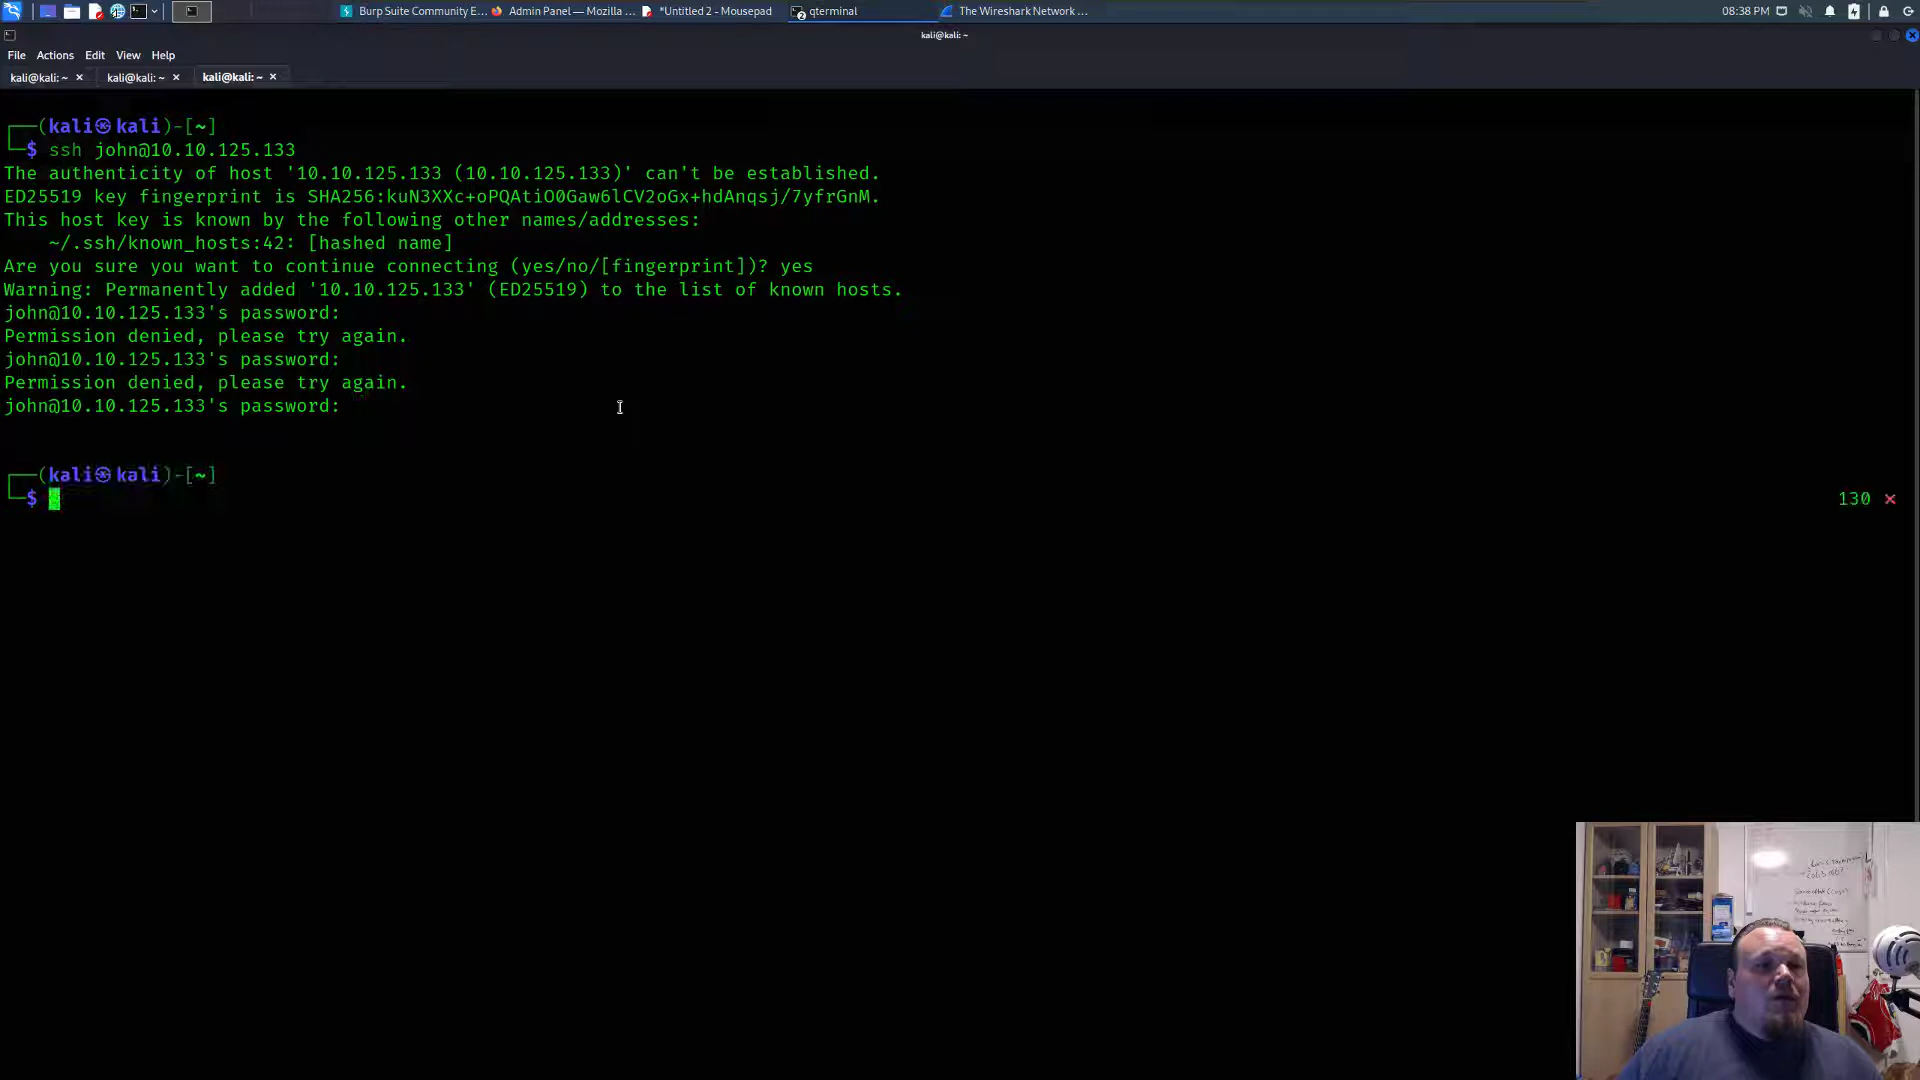 Burp Suite Community E...
Admin Panel — Mozilla ...
*Untitled 2 - Mousepad
qterminal
The Wireshark Network ...
08:38 PM
kali@kali: ~
File Actions Edit View Help
kali@kali: ~ × kali@kali: ~ × kali@kali: ~ ×
┌──(kali㉿kali)-[~]
└─$ ssh john@10.10.125.133
The authenticity of host '10.10.125.133 (10.10.125.133)' can't be established.
ED25519 key fingerprint is SHA256:kuN3XXc+oPQAtiO0Gaw6lCV2oGx+hdAnqsj/7yfrGnM.
This host key is known by the following other names/addresses:
    ~/.ssh/known_hosts:42: [hashed name]
Are you sure you want to continue connecting (yes/no/[fingerprint])? yes
Warning: Permanently added '10.10.125.133' (ED25519) to the list of known hosts.
john@10.10.125.133's password:
Permission denied, please try again.
john@10.10.125.133's password:
Permission denied, please try again.
john@10.10.125.133's password:
┌──(kali㉿kali)-[~]
└─$
130 ×